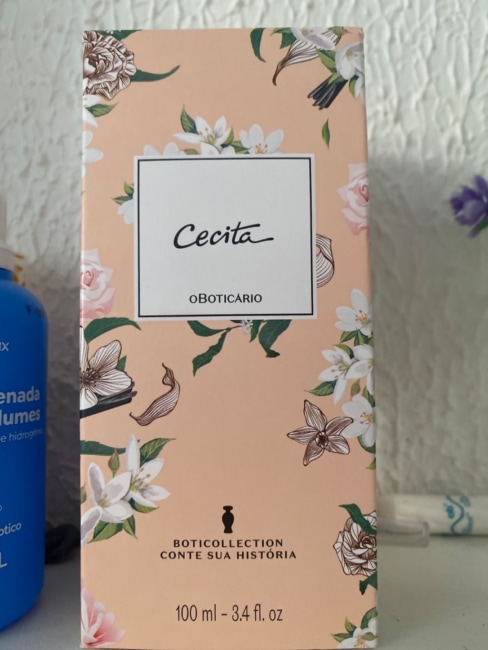 Cecita
oBoticário
BOTICOLLECTION
CONTE SUA HISTÓRIA
100 ml - 3.4 fl. oz